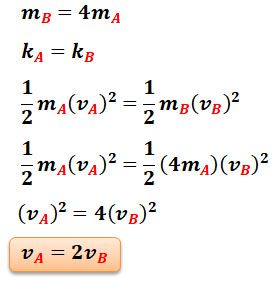 m_B = 4m_A
k_A = k_B
1/2 m_A(v_A)² = 1/2 m_B(v_B)²
1/2 m_A(v_A)² = 1/2 (4m_A)(v_B)²
(v_A)² = 4(v_B)²
v_A = 2v_B